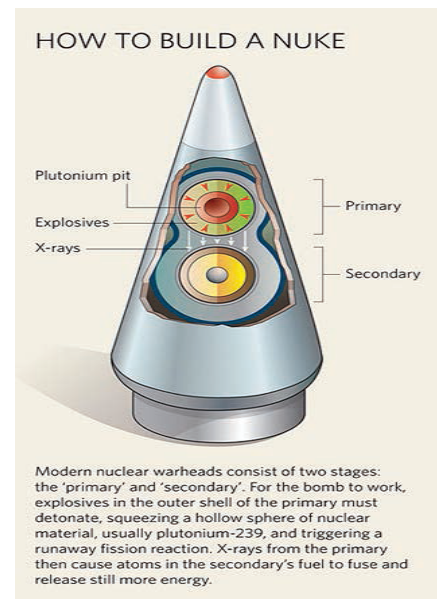 HOW TO BUILD A NUKE
Plutonium pit
Explosives
X-rays
Primary
Secondary
Modern nuclear warheads consist of two stages:
the ‘primary’ and ‘secondary’. For the bomb to work,
explosives in the outer shell of the primary must
detonate, squeezing a hollow sphere of nuclear
material, usually plutonium-239, and triggering a
runaway fission reaction. X-rays from the primary
then cause atoms in the secondary’s fuel to fuse and
release still more energy.